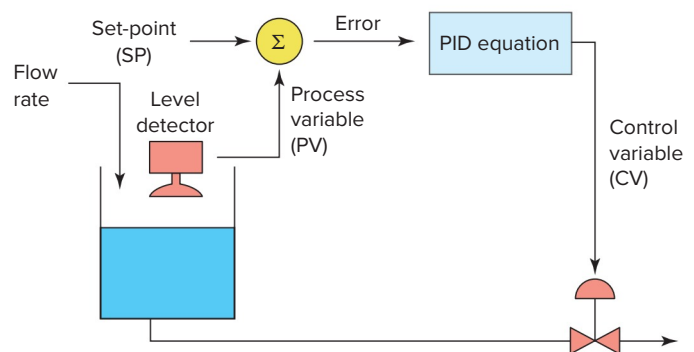 Set-point
(SP)
Σ
Error
PID equation
Flow
rate
Level
detector
Process
variable
(PV)
Control
variable
(CV)